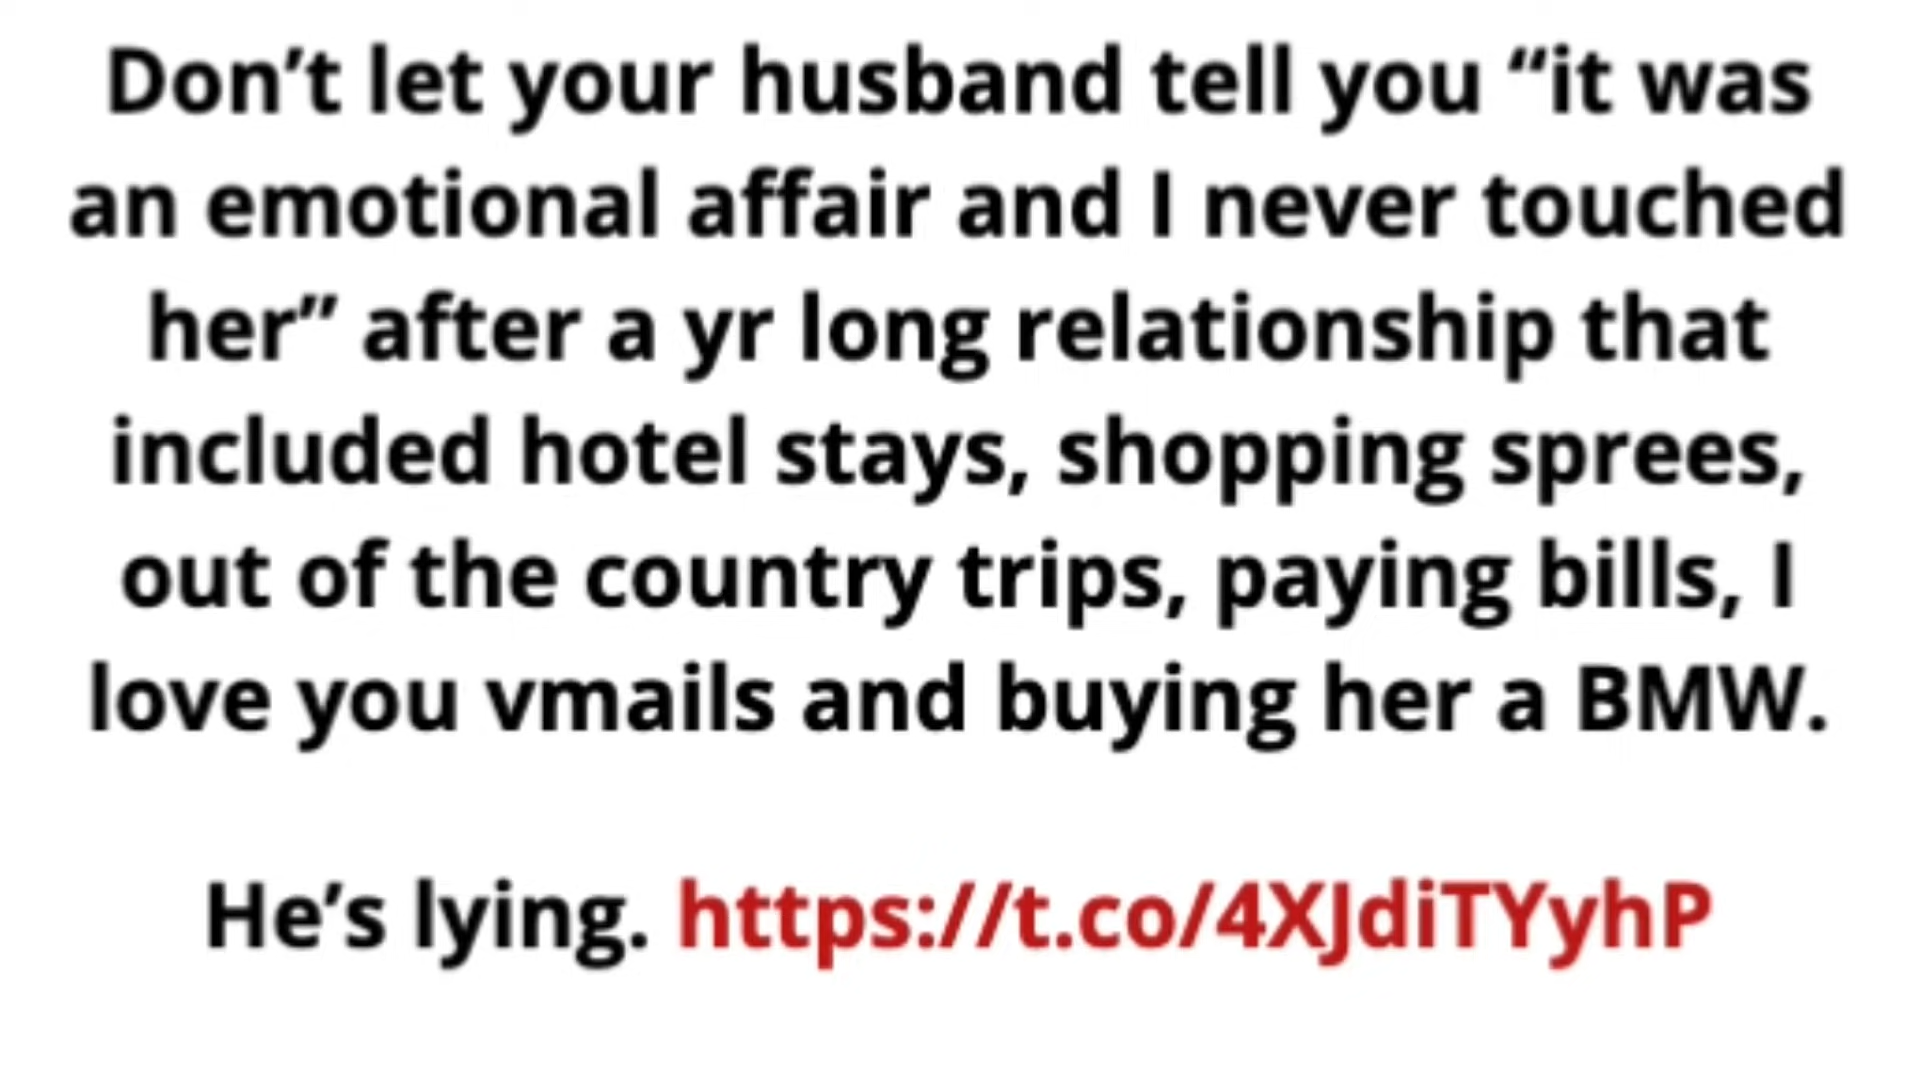 Don’t let your husband tell you “it was
an emotional affair and I never touched
her” after a yr long relationship that
included hotel stays, shopping sprees,
out of the country trips, paying bills, I
love you vmails and buying her a BMW.
He’s lying. https://t.co/4XJdiTYyhP